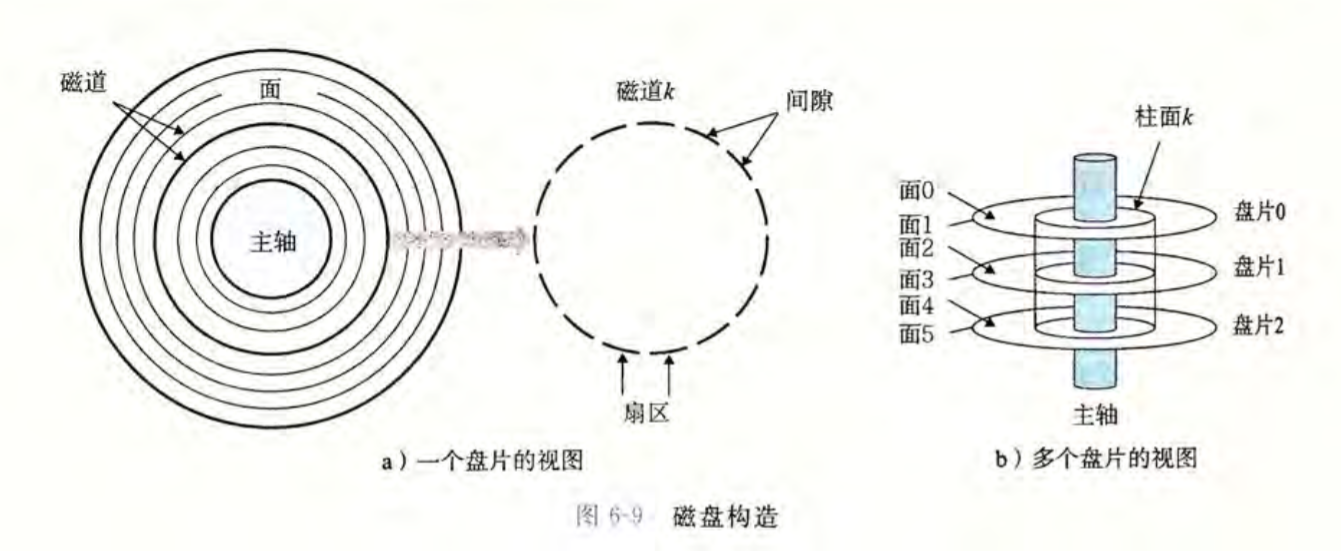 磁道
面
主轴
磁道k
间隙
扇区
a）一个盘片的视图
柱面k
面0
面1
面2
面3
面4
面5
盘片0
盘片1
盘片2
主轴
b）多个盘片的视图
图 6-9 磁盘构造